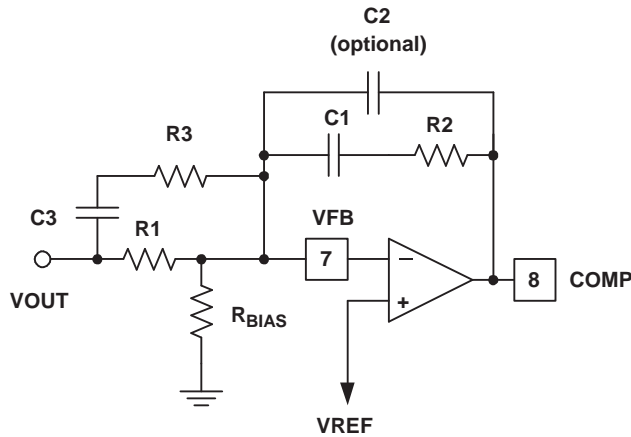 C2
(optional)
C1
R2
R3
C3
R1
VFB
7
−
+
8
COMP
VOUT
RBIAS
VREF